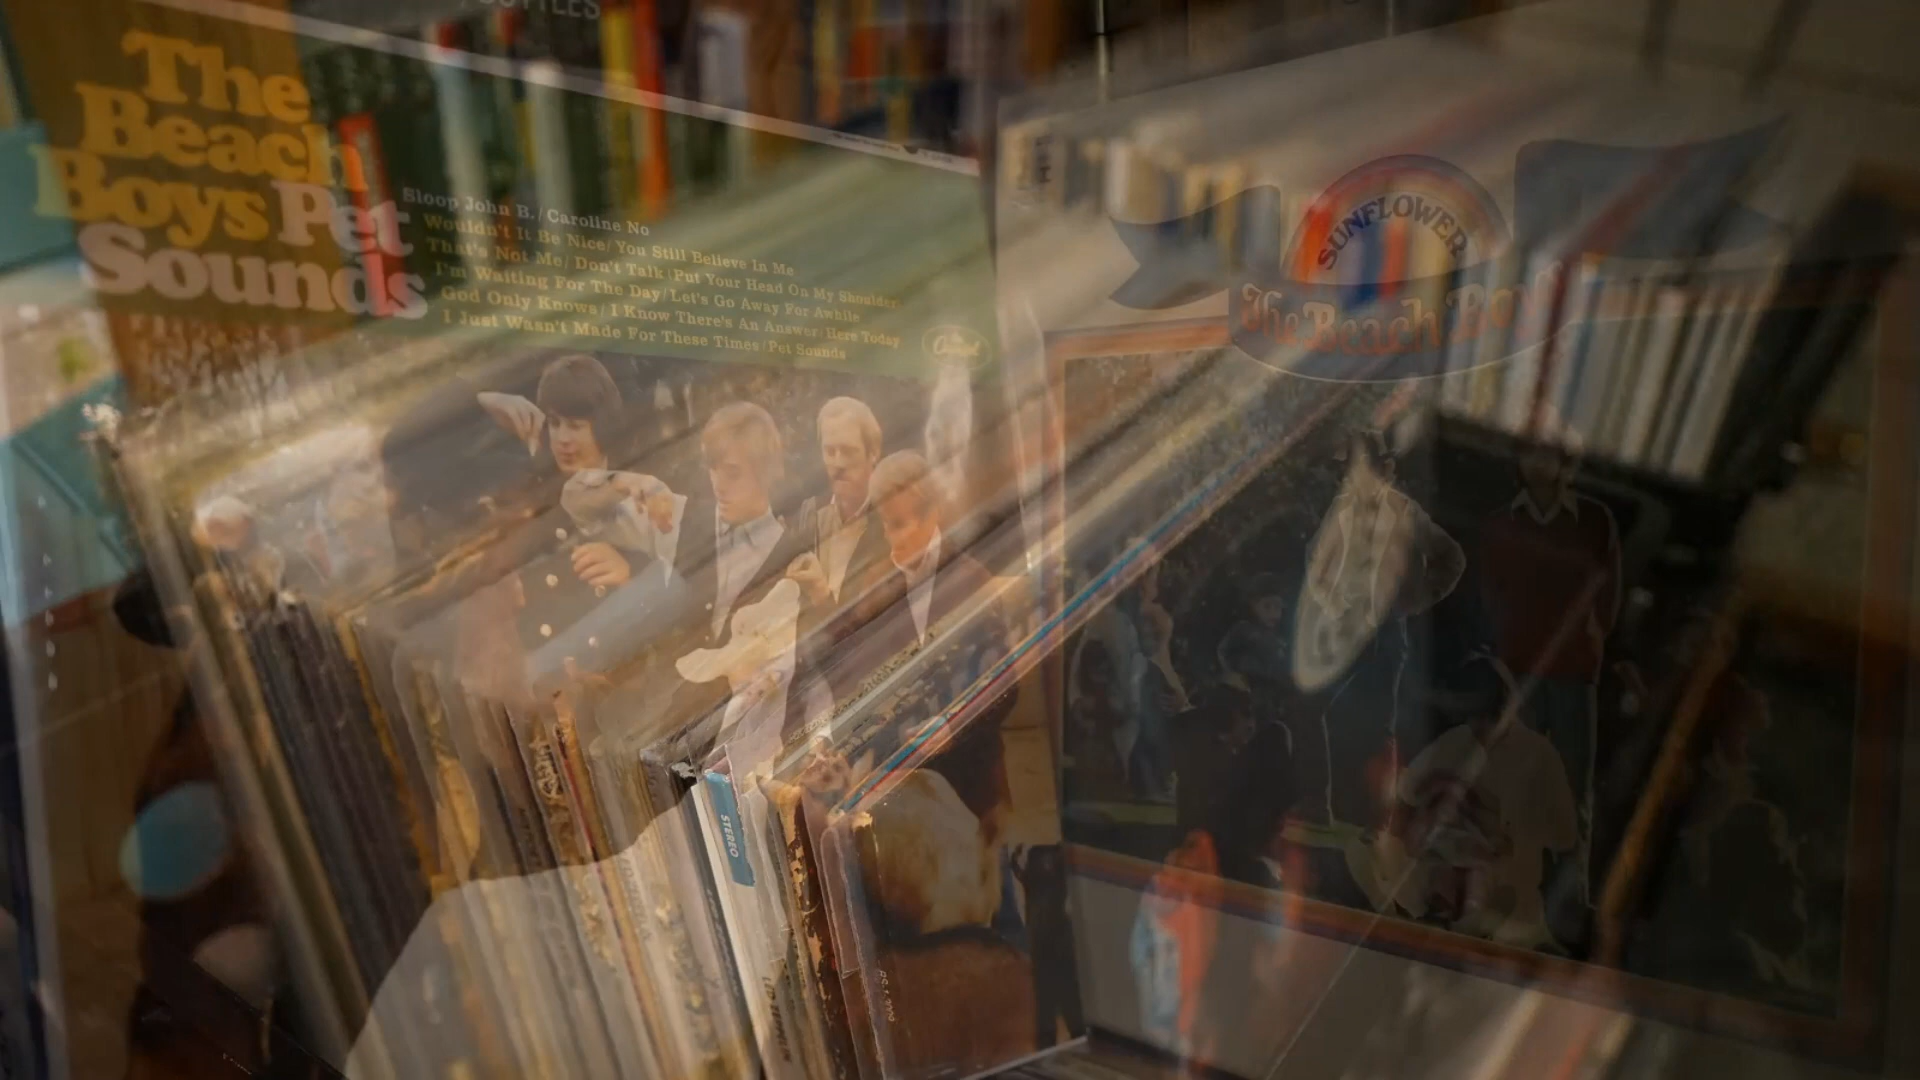 The
Beach
Boys Pet
Sounds
Sloop John B. / Caroline No
Wouldn't It Be Nice / You Still Believe In Me
That's Not Me / Don't Talk (Put Your Head On My Shoulder)
I'm Waiting For The Day / Let's Go Away For Awhile
God Only Knows / I Know There's An Answer / Here Today
I Just Wasn't Made For These Times / Pet Sounds
Capitol
SUNFLOWER
The Beach Boy
STEREO